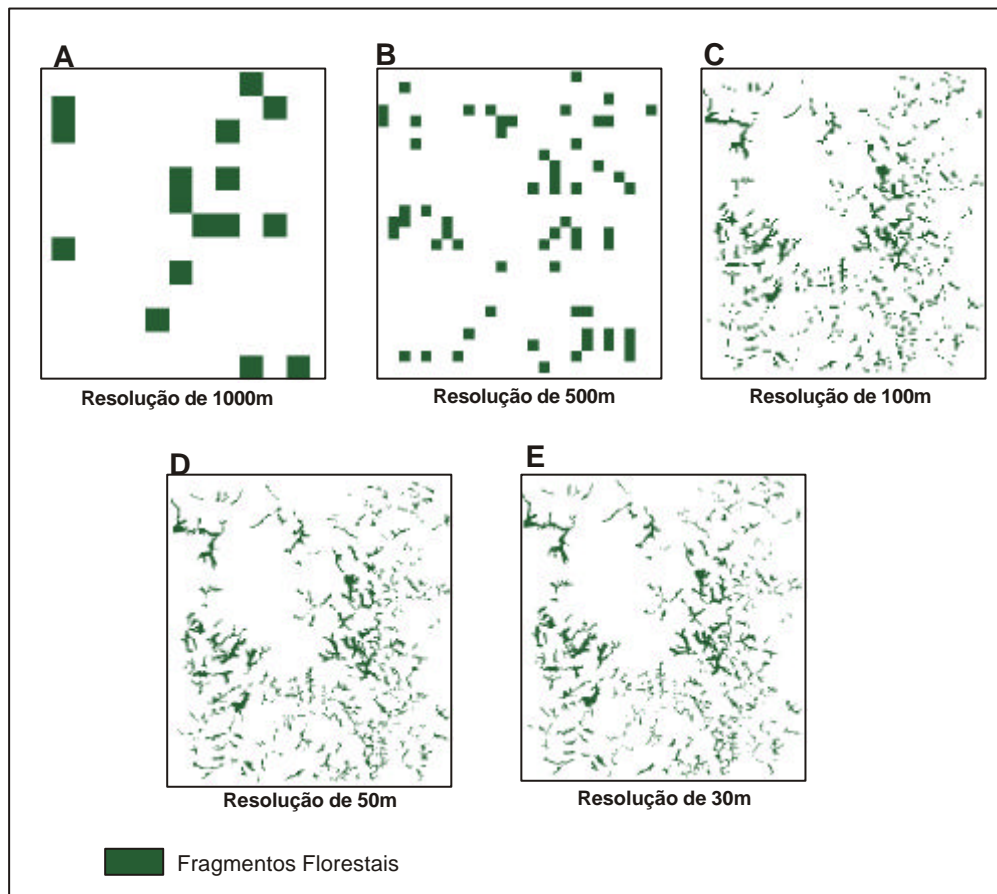 A
B
C
Resolução de 1000m
Resolução de 500m
Resolução de 100m
D
E
Resolução de 50m
Resolução de 30m
Fragmentos Florestais